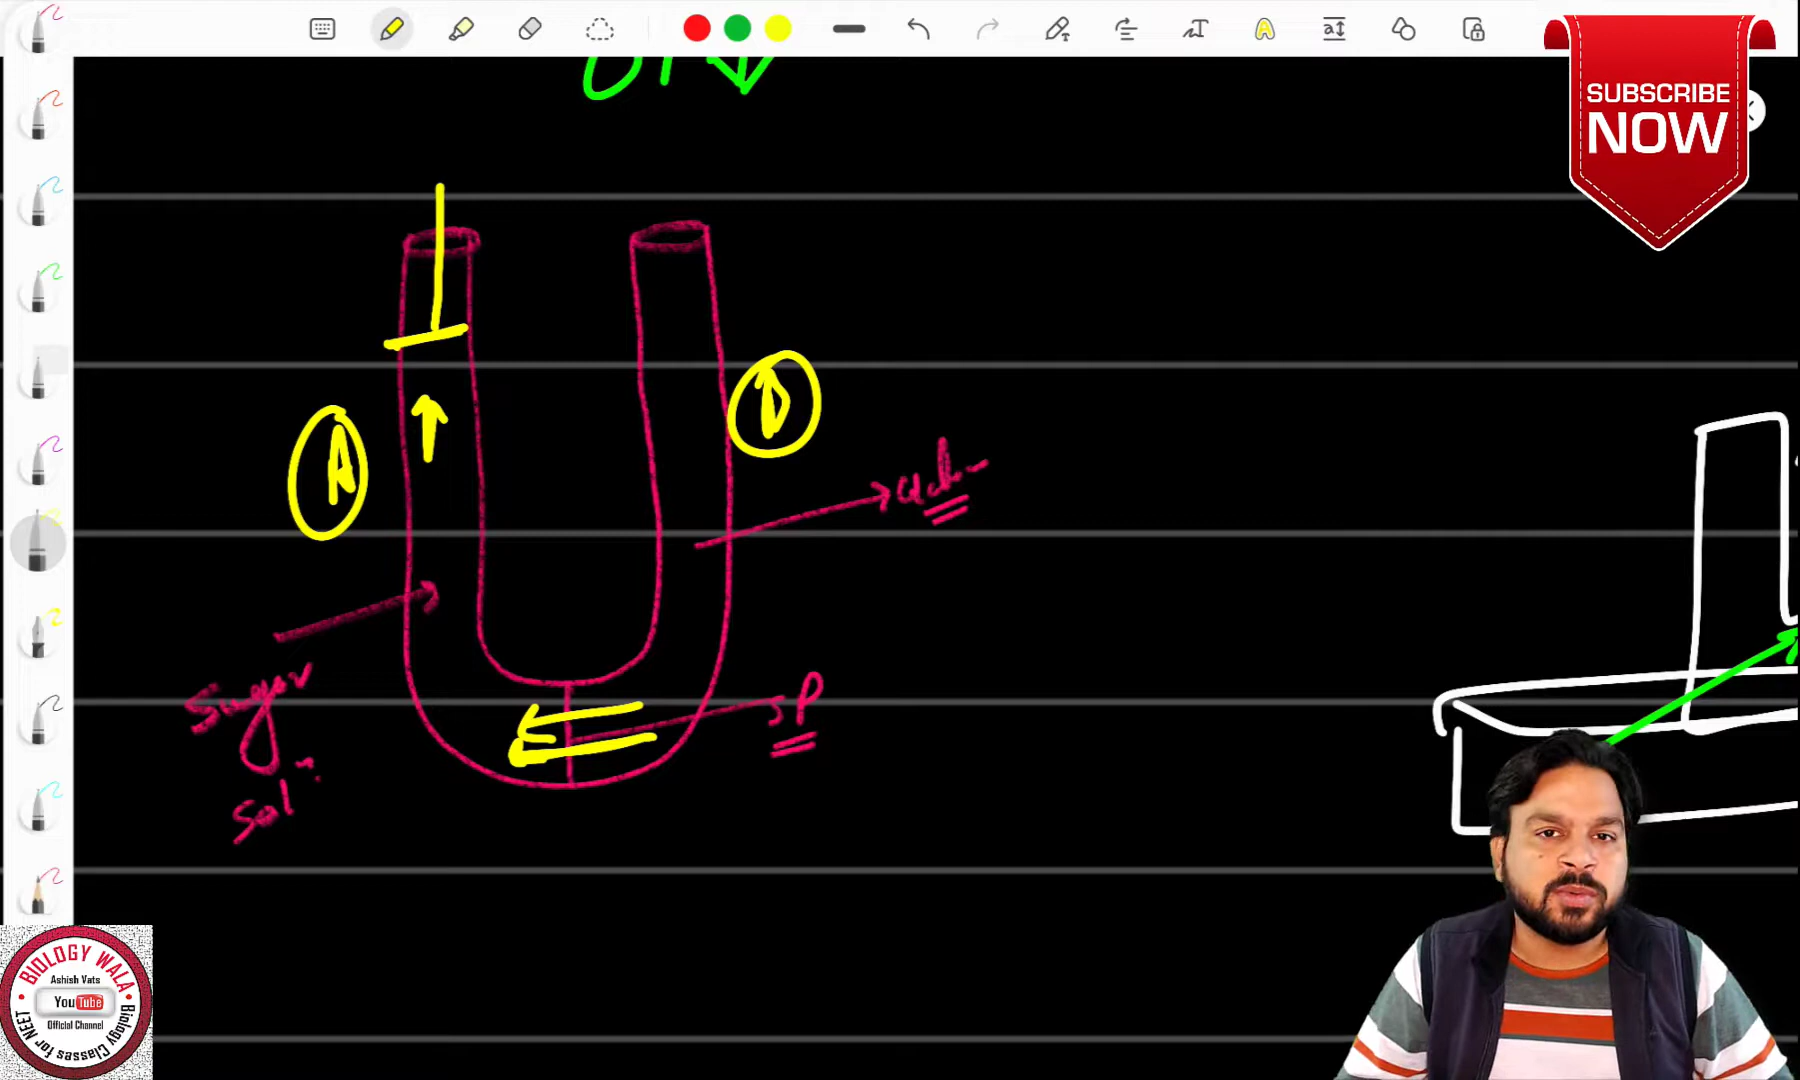 SUBSCRIBE
NOW
A
Sugar
Sol
SP
BIOLOGY WALA
Ashish Vats
YouTube
Official Channel
Biology Classes for NEET